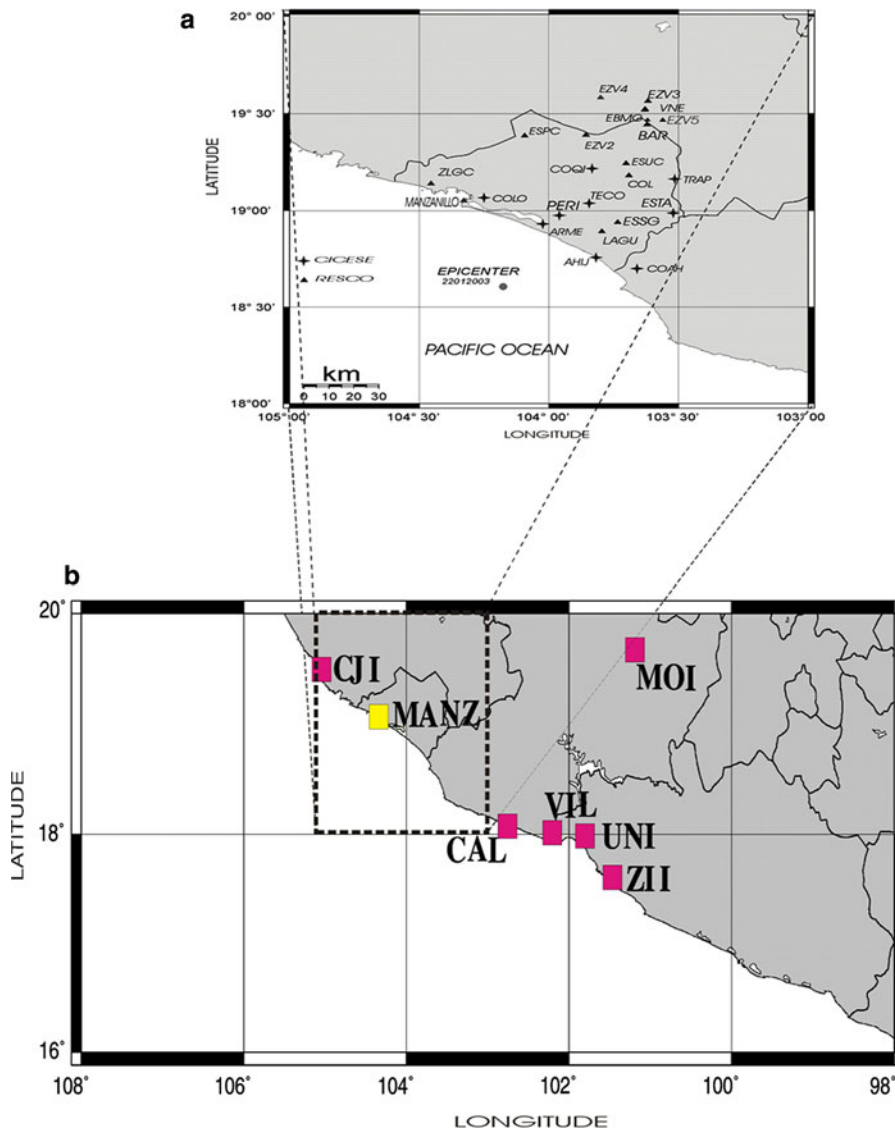 a
20° 00'
19° 30'
19° 00'
18° 30'
18° 00'
LATITUDE
EZV4
EZV3
VNE
EBMG
EZV5
BAR
ESPC
EZV2
ESUC
COQI
COL
TRAP
ZLGC
MANZANILLO
COLO
TECO
PERI
ESTA
ESSG
ARME
LAGU
AHIJ
COAH
CICESE
RESCO
EPICENTER
22012003
PACIFIC OCEAN
km
0 10 20 30
105° 00'
104° 30'
104° 00'
103° 30'
103° 00'
LONGITUDE
b
20°
18°
16°
LATITUDE
CJI
MANZ
MOI
VIL
CAL
UNI
ZII
108°
106°
104°
102°
100°
98°
LONGITUDE